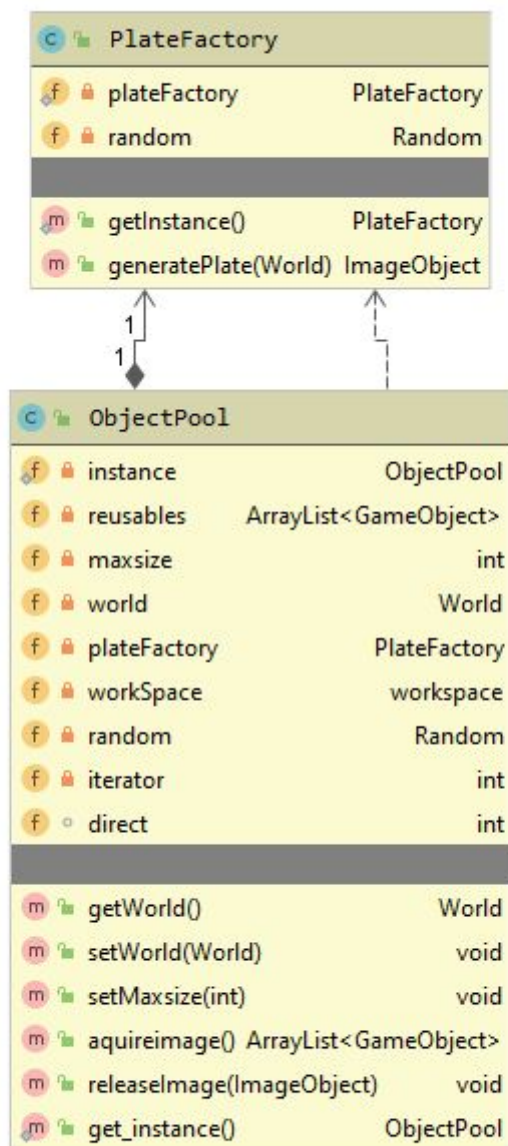 PlateFactory
plateFactory PlateFactory
random Random
getInstance() PlateFactory
generatePlate(World) ImageObject
1
1
ObjectPool
instance ObjectPool
reusables ArrayList<GameObject>
maxsize int
world World
plateFactory PlateFactory
workSpace workspace
random Random
iterator int
direct int
getWorld() World
setWorld(World) void
setMaxsize(int) void
aquireimage() ArrayList<GameObject>
releaseImage(ImageObject) void
get_instance() ObjectPool